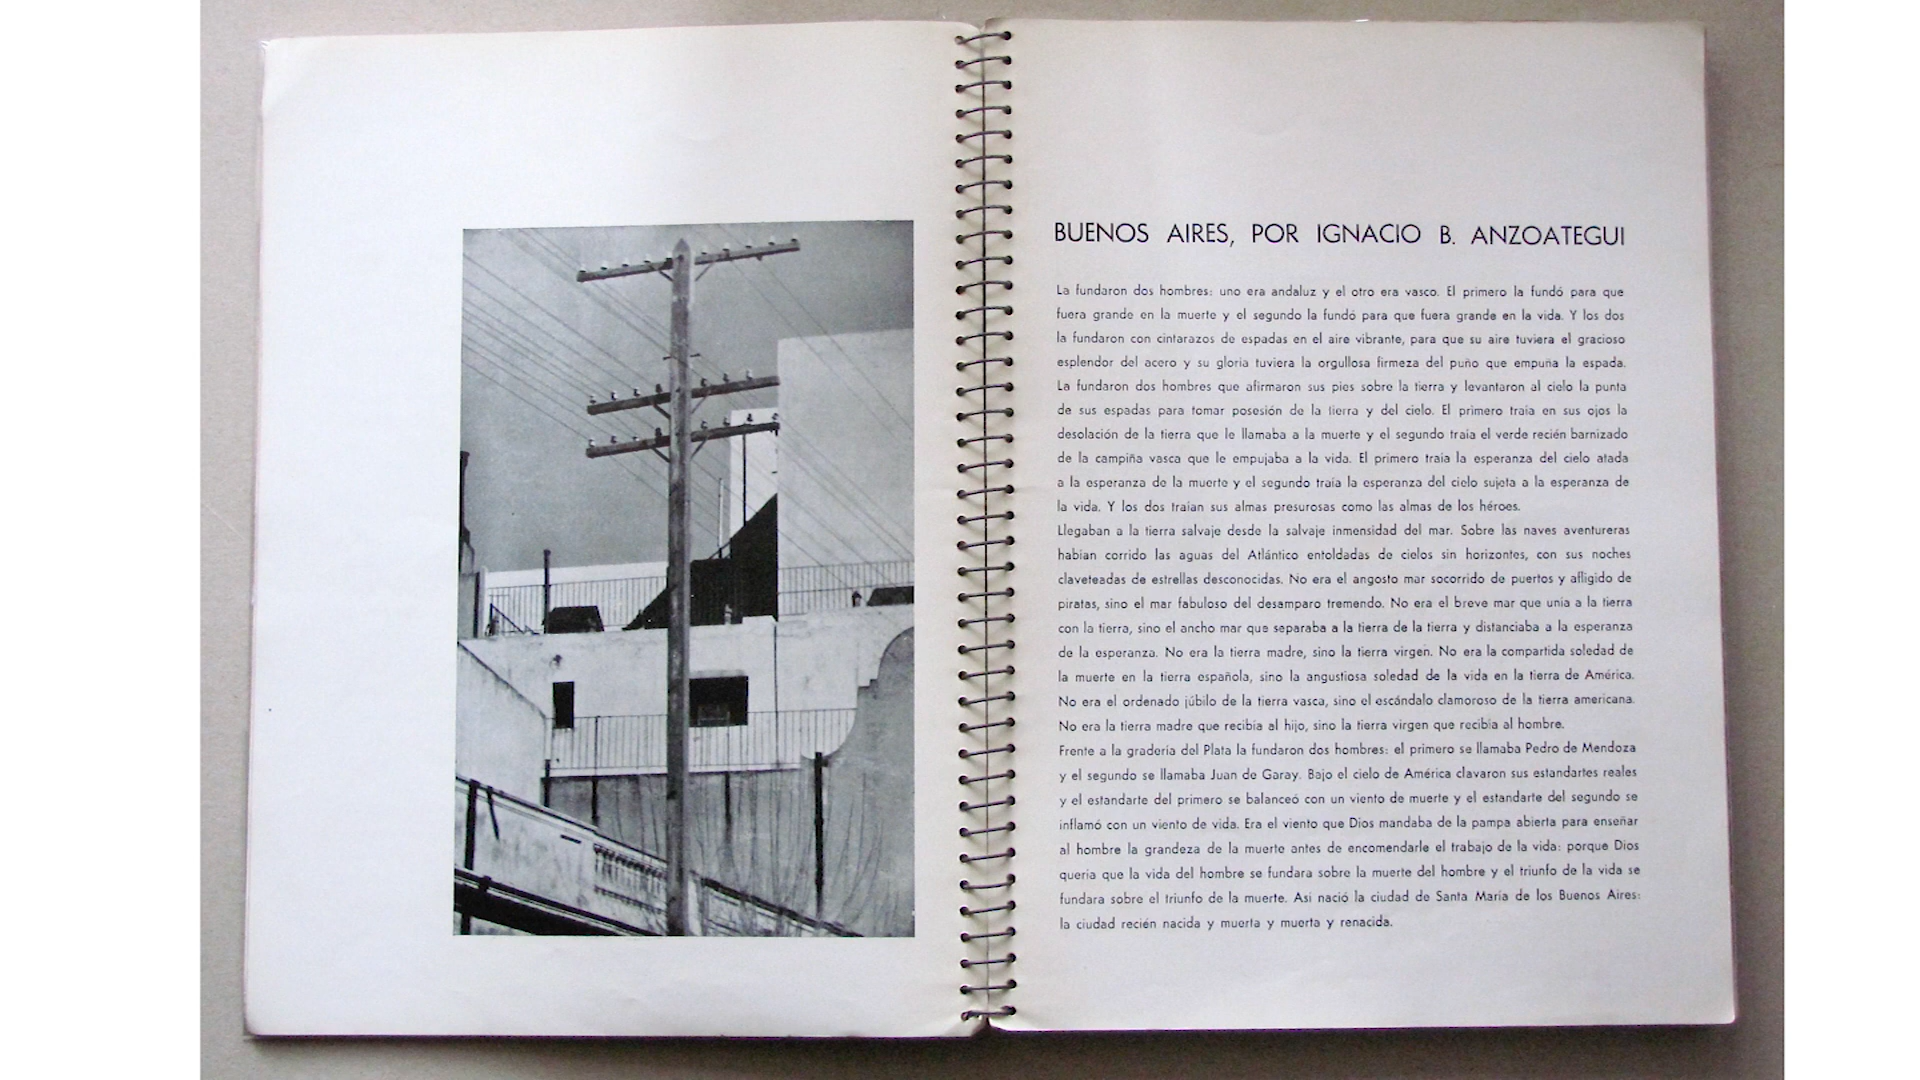 BUENOS AIRES, POR IGNACIO B. ANZOATEGUI
La fundaron dos hombres: uno era andaluz y el otro era vasco. El primero la fundó para que
fuera grande en la muerte y el segundo la fundó para que fuera grande en la vida. Y los dos
la fundaron con cintarazos de espadas en el aire vibrante, para que su aire tuviera el gracioso
esplendor del acero y su gloria tuviera la orgullosa firmeza del puño que empuña la espada.
La fundaron dos hombres que afirmaron sus pies sobre la tierra y levantaron al cielo la punta
de sus espadas para tomar posesión de la tierra y del cielo. El primero traía en sus ojos la
desolación de la tierra que le llamaba a la muerte y el segundo traía el verde recién barnizado
de la campiña vasca que le empujaba a la vida. El primero traía la esperanza del cielo atada
a la esperanza de la muerte y el segundo traía la esperanza del cielo sujeta a la esperanza de
la vida. Y los dos traían sus almas presurosas como las almas de los héroes.
Llegaban a la tierra salvaje desde la salvaje inmensidad del mar. Sobre las naves aventureras
habían corrido las aguas del Atlántico entoldadas de cielos sin horizontes, con sus noches
claveteadas de estrellas desconocidas. No era el angosto mar socorrido de puertos y afligido de
piratas, sino el mar fabuloso del desamparo tremendo. No era el breve mar que unía a la tierra
con la tierra, sino el ancho mar que separaba a la tierra de la tierra y distanciaba a la esperanza
de la esperanza. No era la tierra madre, sino la tierra virgen. No era la compartida soledad de
la muerte en la tierra española, sino la angustiosa soledad de la vida en la tierra de América.
No era el ordenado júbilo de la tierra vasca, sino el escándalo clamoroso de la tierra americana.
No era la tierra madre que recibía al hijo, sino la tierra virgen que recibía al hombre.
Frente a la gradería del Plata la fundaron dos hombres: el primero se llamaba Pedro de Mendoza
y el segundo se llamaba Juan de Garay. Bajo el cielo de América clavaron sus estandartes reales
y el estandarte del primero se balanceó con un viento de muerte y el estandarte del segundo se
inflamó con un viento de vida. Era el viento que Dios mandaba de la pampa abierta para enseñar
al hombre la grandeza de la muerte antes de encomendarle el trabajo de la vida: porque Dios
quería que la vida del hombre se fundara sobre la muerte del hombre y el triunfo de la vida se
fundara sobre el triunfo de la muerte. Así nació la ciudad de Santa María de los Buenos Aires:
la ciudad recién nacida y muerta y muerta y renacida.